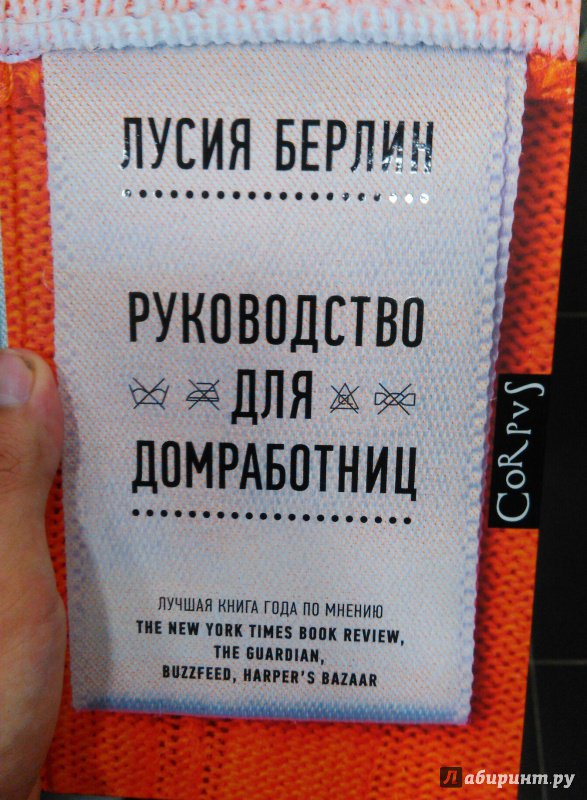 ЛУСИЯ БЕРЛИН
РУКОВОДСТВО
ДЛЯ
ДОМРАБОТНИЦ
CORPVS
ЛУЧШАЯ КНИГА ГОДА ПО МНЕНИЮ
THE NEW YORK TIMES BOOK REVIEW,
THE GUARDIAN,
BUZZFEED, HARPER'S BAZAAR
Лабиринт.ру